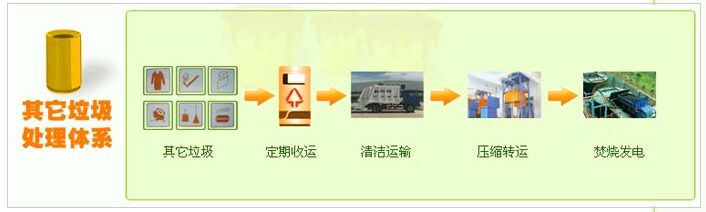 其它垃圾
处理体系
其它垃圾
定期收运
清洁运输
压缩转运
焚烧发电